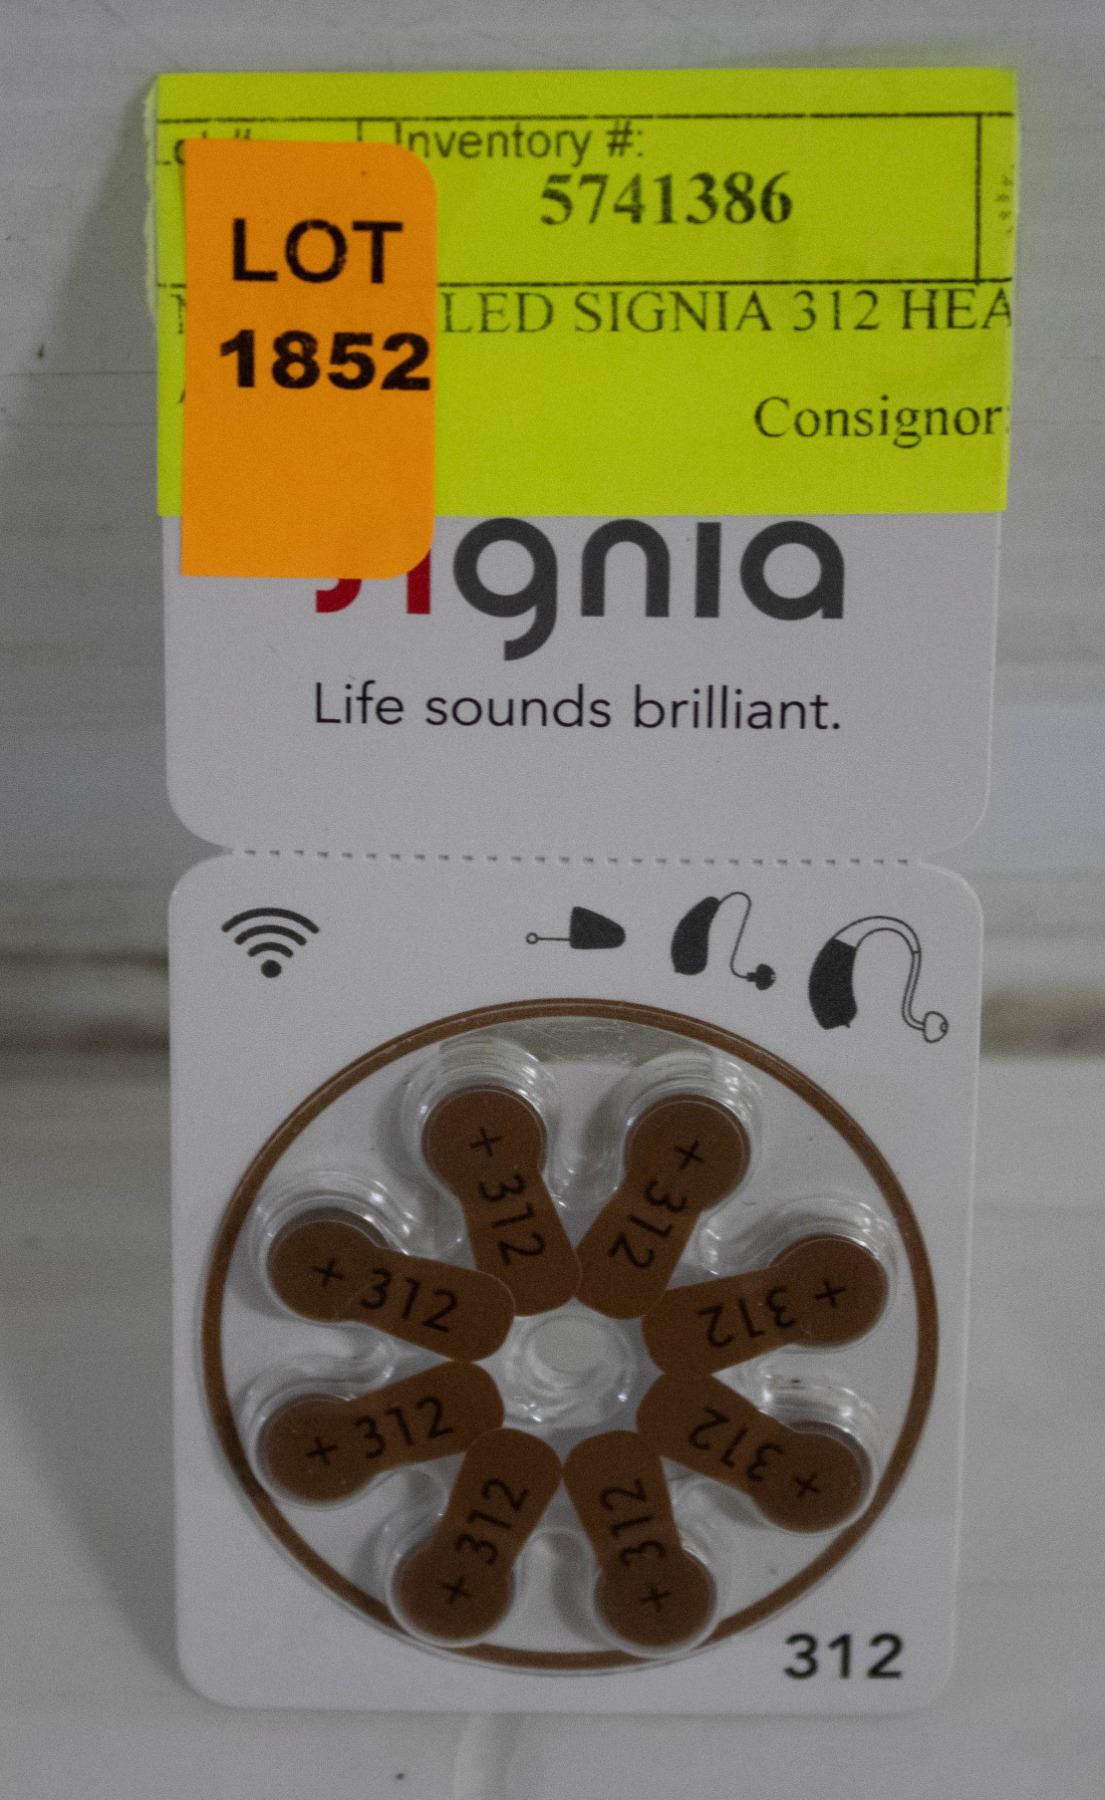 Inventory #:
5741386
LOT
1852
LED SIGNIA 312 HEA
Consignor:
signia
Life sounds brilliant.
+ 312
+ 312
+ 312
+ 312
+ 312
+ 312
+ 312
+ 312
312